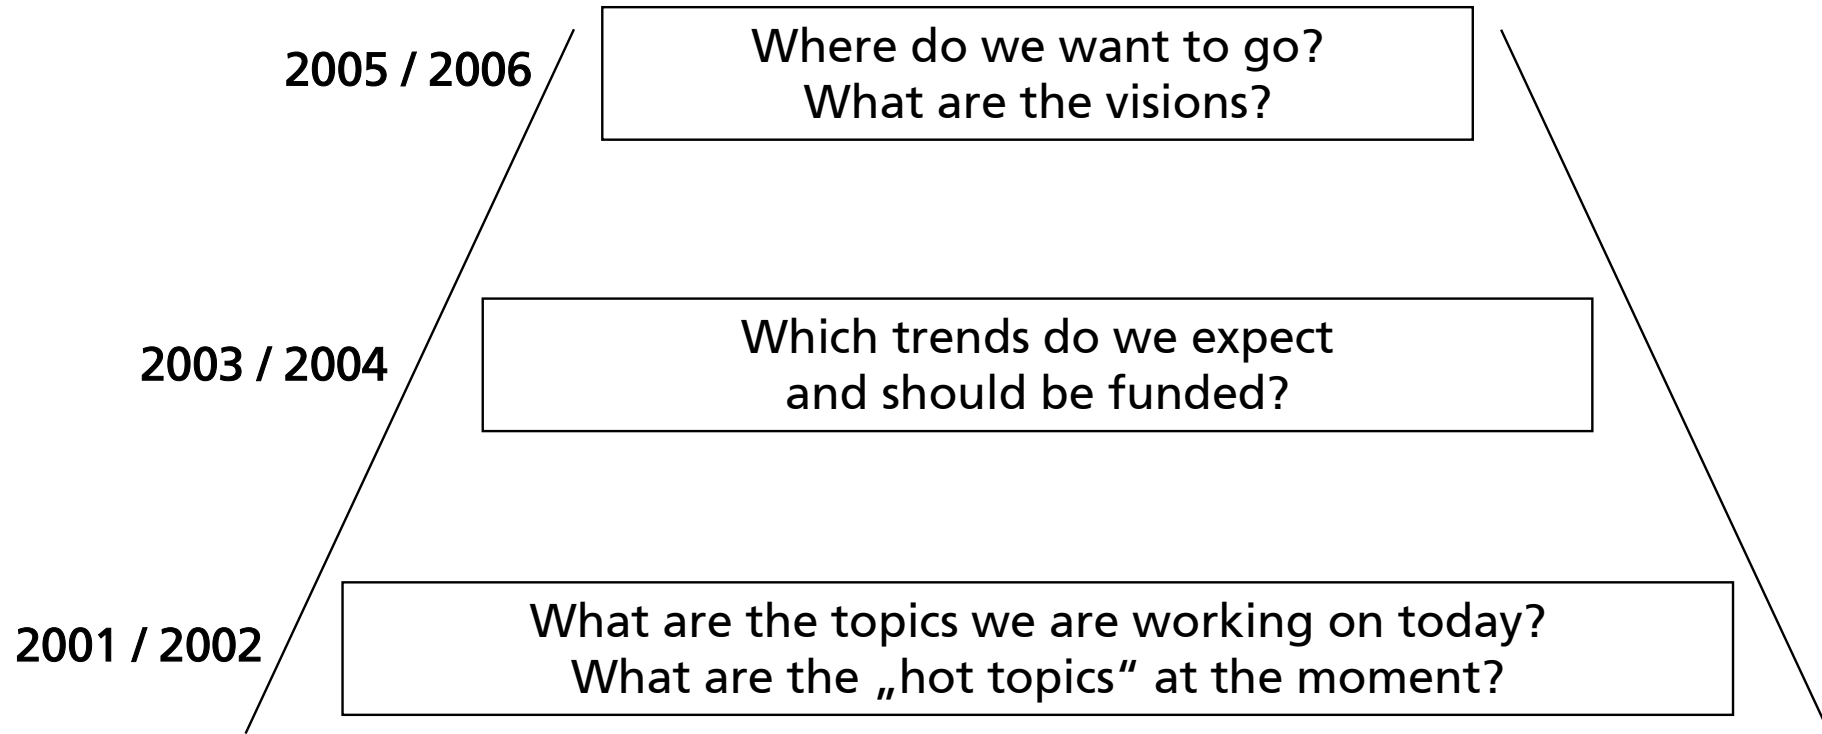 2005 / 2006
Where do we want to go?
What are the visions?
2003 / 2004
Which trends do we expect
and should be funded?
2001 / 2002
What are the topics we are working on today?
What are the „hot topics“ at the moment?